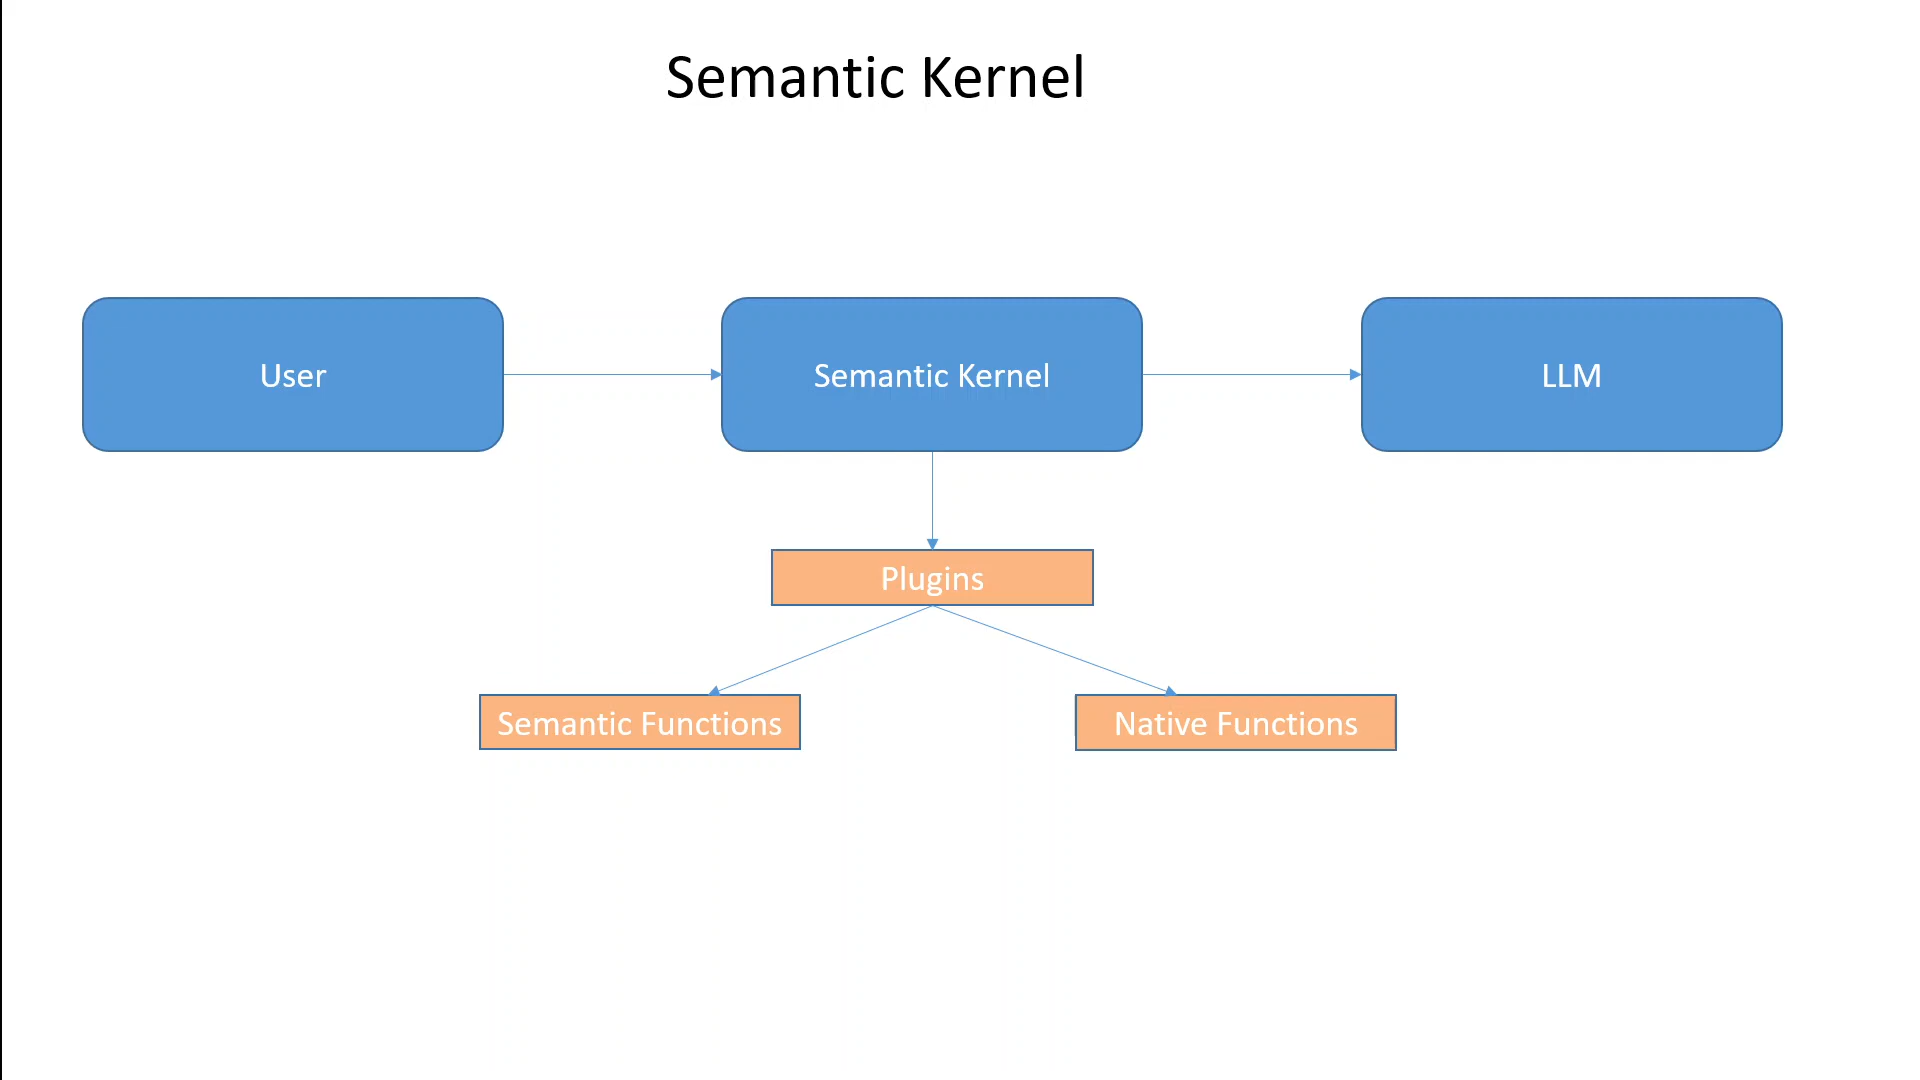 Semantic Kernel
User
Semantic Kernel
LLM
Plugins
Semantic Functions
Native Functions